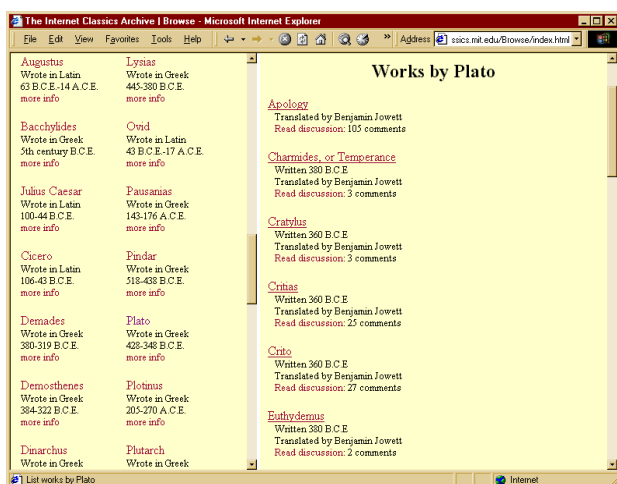 The Internet Classics Archive | Browse - Microsoft Internet Explorer
File Edit View Favorites Tools Help » Address ssics.mit.edu/Browse/index.html
Augustus
Wrote in Latin
63 B.C.E.-14 A.C.E.
more info
Bacchylides
Wrote in Greek
5th century B.C.E.
more info
Julius Caesar
Wrote in Latin
100-44 B.C.E.
more info
Cicero
Wrote in Latin
106-43 B.C.E.
more info
Demades
Wrote in Greek
380-319 B.C.E.
more info
Demosthenes
Wrote in Greek
384-322 B.C.E.
more info
Dinarchus
Wrote in Greek
Lysias
Wrote in Greek
445-380 B.C.E.
more info
Ovid
Wrote in Latin
43 B.C.E.-17 A.C.E.
more info
Pausanias
Wrote in Greek
143-176 A.C.E.
more info
Pindar
Wrote in Greek
518-438 B.C.E.
more info
Plato
Wrote in Greek
428-348 B.C.E.
more info
Plotinus
Wrote in Greek
205-270 A.C.E.
more info
Plutarch
Wrote in Greek
Works by Plato
Apology
Translated by Benjamin Jowett
Read discussion: 105 comments
Charmides, or Temperance
Written 380 B.C.E
Translated by Benjamin Jowett
Read discussion: 3 comments
Cratylus
Written 360 B.C.E
Translated by Benjamin Jowett
Read discussion: 3 comments
Critias
Written 360 B.C.E
Translated by Benjamin Jowett
Read discussion: 25 comments
Crito
Written 360 B.C.E
Translated by Benjamin Jowett
Read discussion: 27 comments
Euthydemus
Written 380 B.C.E
Translated by Benjamin Jowett
Read discussion: 2 comments
List works by Plato
Internet